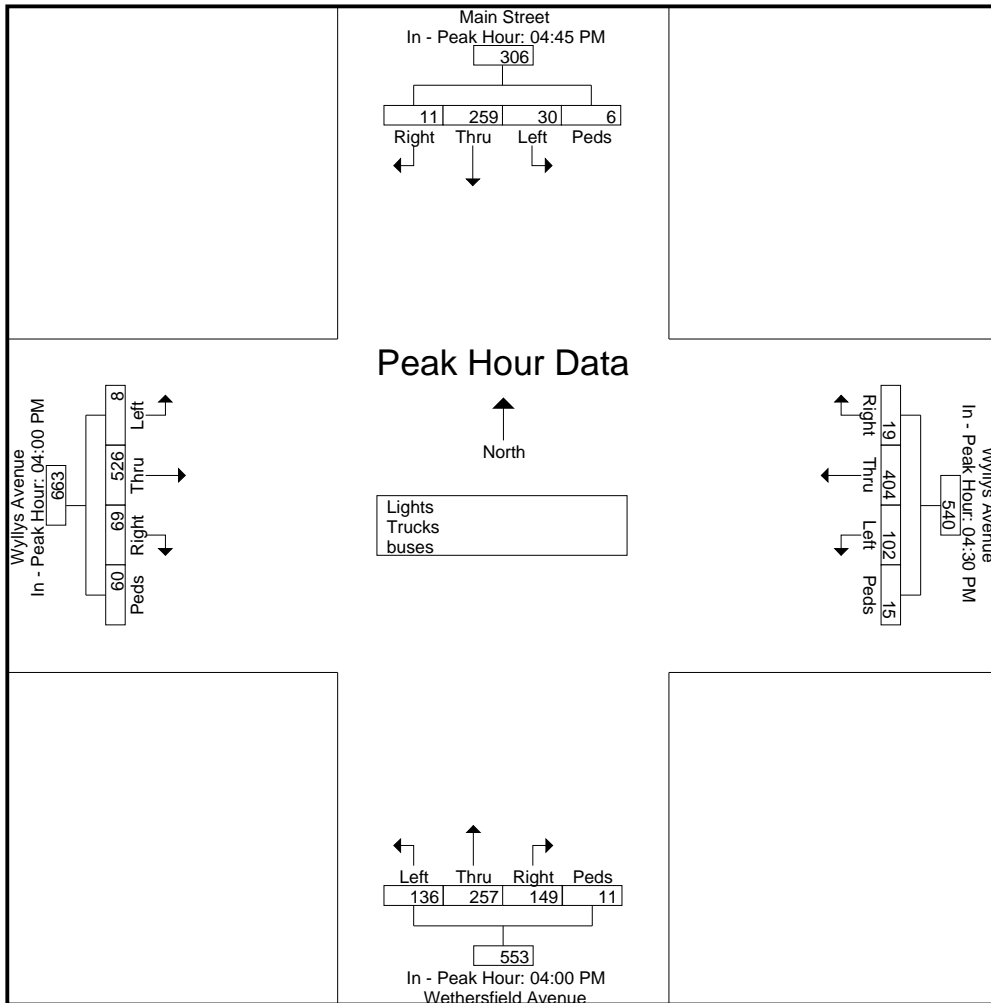 Main Street
In - Peak Hour: 04:45 PM
306
11 259 30 6
Right Thru Left Peds
Peak Hour Data
North
Lights
Trucks
buses
Wyllys Avenue
In - Peak Hour: 04:00 PM
663
8 526 69 60
Left Thru Right Peds
Wyllys Avenue
In - Peak Hour: 04:30 PM
540
19 404 102 15
Right Thru Left Peds
Left Thru Right Peds
136 257 149 11
553
In - Peak Hour: 04:00 PM
Wethersfield Avenue